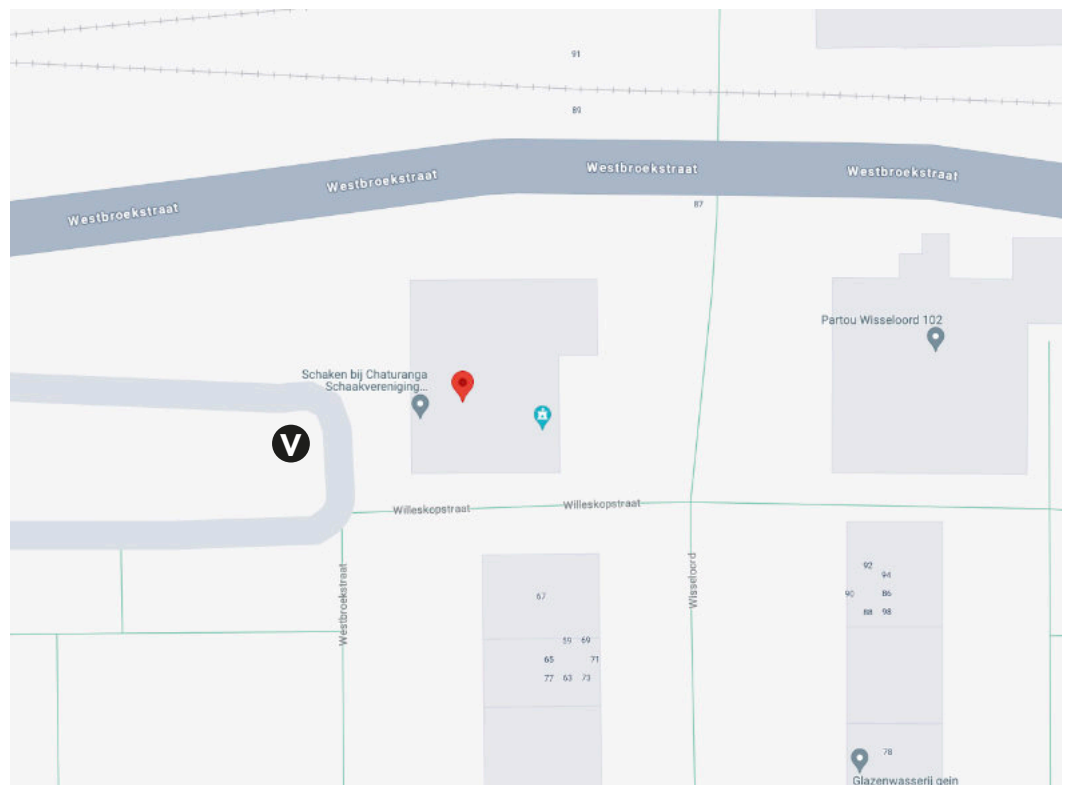 91
89
Westbroekstraat
Westbroekstraat
Westbroekstraat
Westbroekstraat
87
Partou Wisseloord 102
Schaken bij Chaturanga
Schaakvereniging...
V
Willeskopstraat
Willeskopstraat
Westbroekstraat
Wisseloord
67
59 69
65 71
77 63 73
92
94
90 86
88 98
78
Glazenwasserij gein